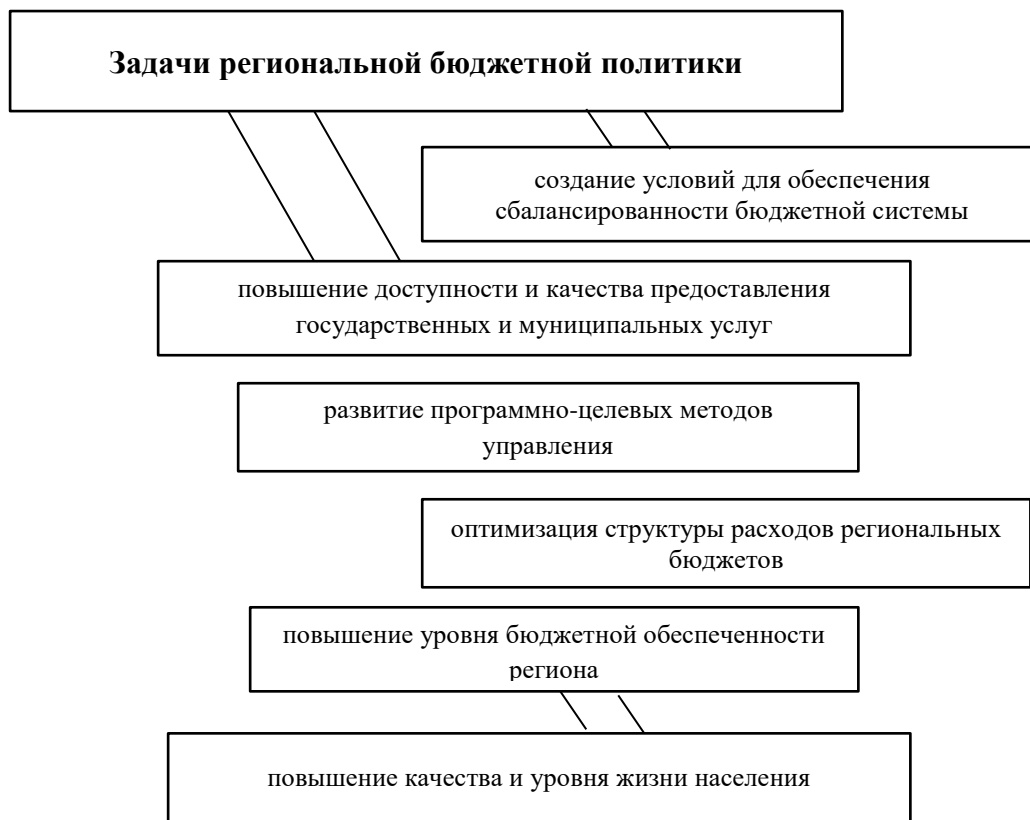 Задачи региональной бюджетной политики
создание условий для обеспечения
сбалансированности бюджетной системы
повышение доступности и качества предоставления
государственных и муниципальных услуг
развитие программно-целевых методов
управления
оптимизация структуры расходов региональных
бюджетов
повышение уровня бюджетной обеспеченности
региона
повышение качества и уровня жизни населения